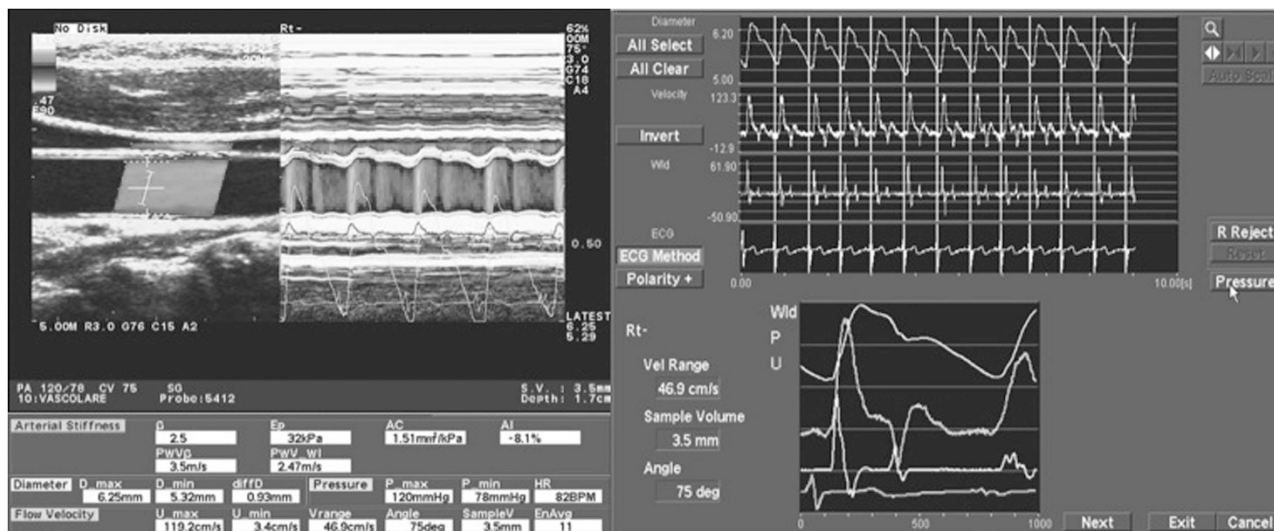 No Disk
Rt-
62%
75°
3.0
G74
C18
A4
.47
0.50
LATEST
6.25
5.29
5.00M R3.0 G76 C15 A2
PA 120/78 CV 75 SG
S.V. : 3.5mm
10:VASCOLARE Probe:5412
Depth: 1.7cm
Arterial Stiffness
β Ep AC AI
2.5 32kPa 1.51mm²/kPa -8.1%
PWVβ PWV_WI
3.5m/s 2.47m/s
Diameter D_max D_min diffD Pressure P_max P_min HR
6.25mm 5.32mm 0.93mm 120mmHg 78mmHg 82BPM
Flow Velocity U_max U_min Vrange Angle SampleV EnAvg
119.2cm/s 3.4cm/s 46.9cm/s 75deg 3.5mm 11
Diameter
6.20
All Select
All Clear
5.00
Velocity
123.3
Invert
-12.9
WId
61.90
-50.90
ECG
ECG Method
Polarity +
0.00 10.00[s]
Auto Scal
R Reject
Reset
Pressure
Rt-
WId
P
U
Vel Range
46.9 cm/s
Sample Volume
3.5 mm
Angle
75 deg
0 500 1000
Next Exit Cancel